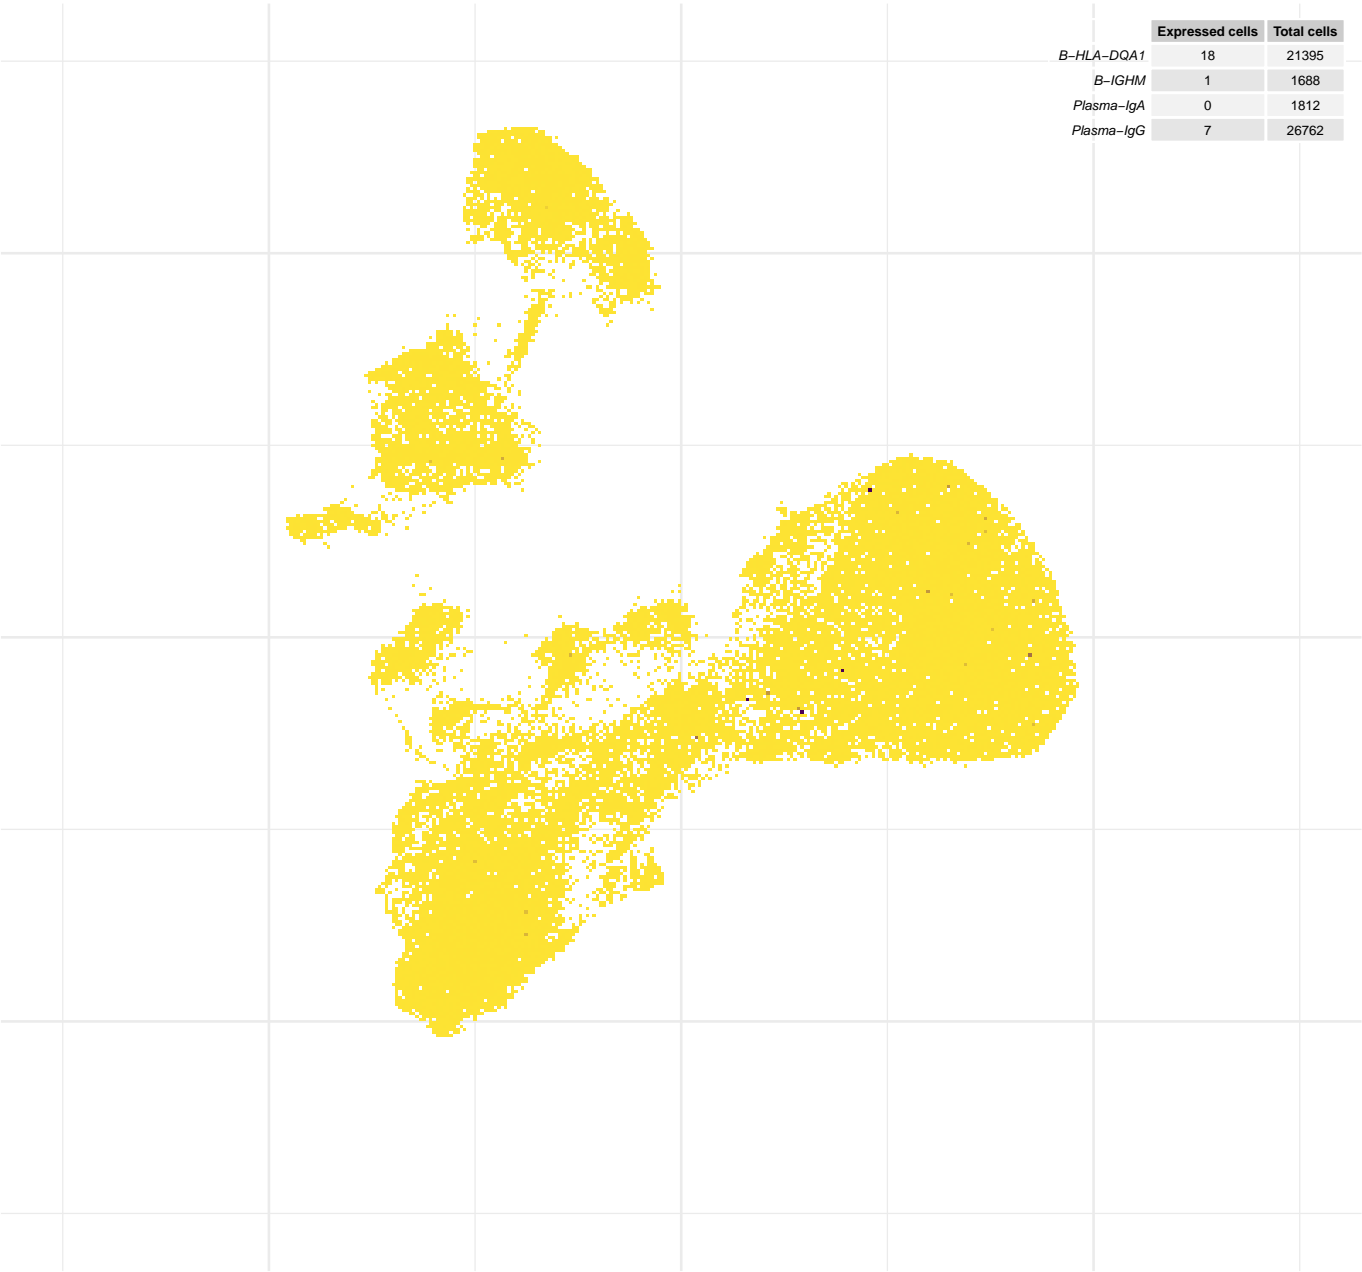 Expressed cells Total cells
B−HLA−DQA1 18 21395
B−IGHM 1 1688
Plasma−IgA 0 1812
Plasma−IgG 7 26762